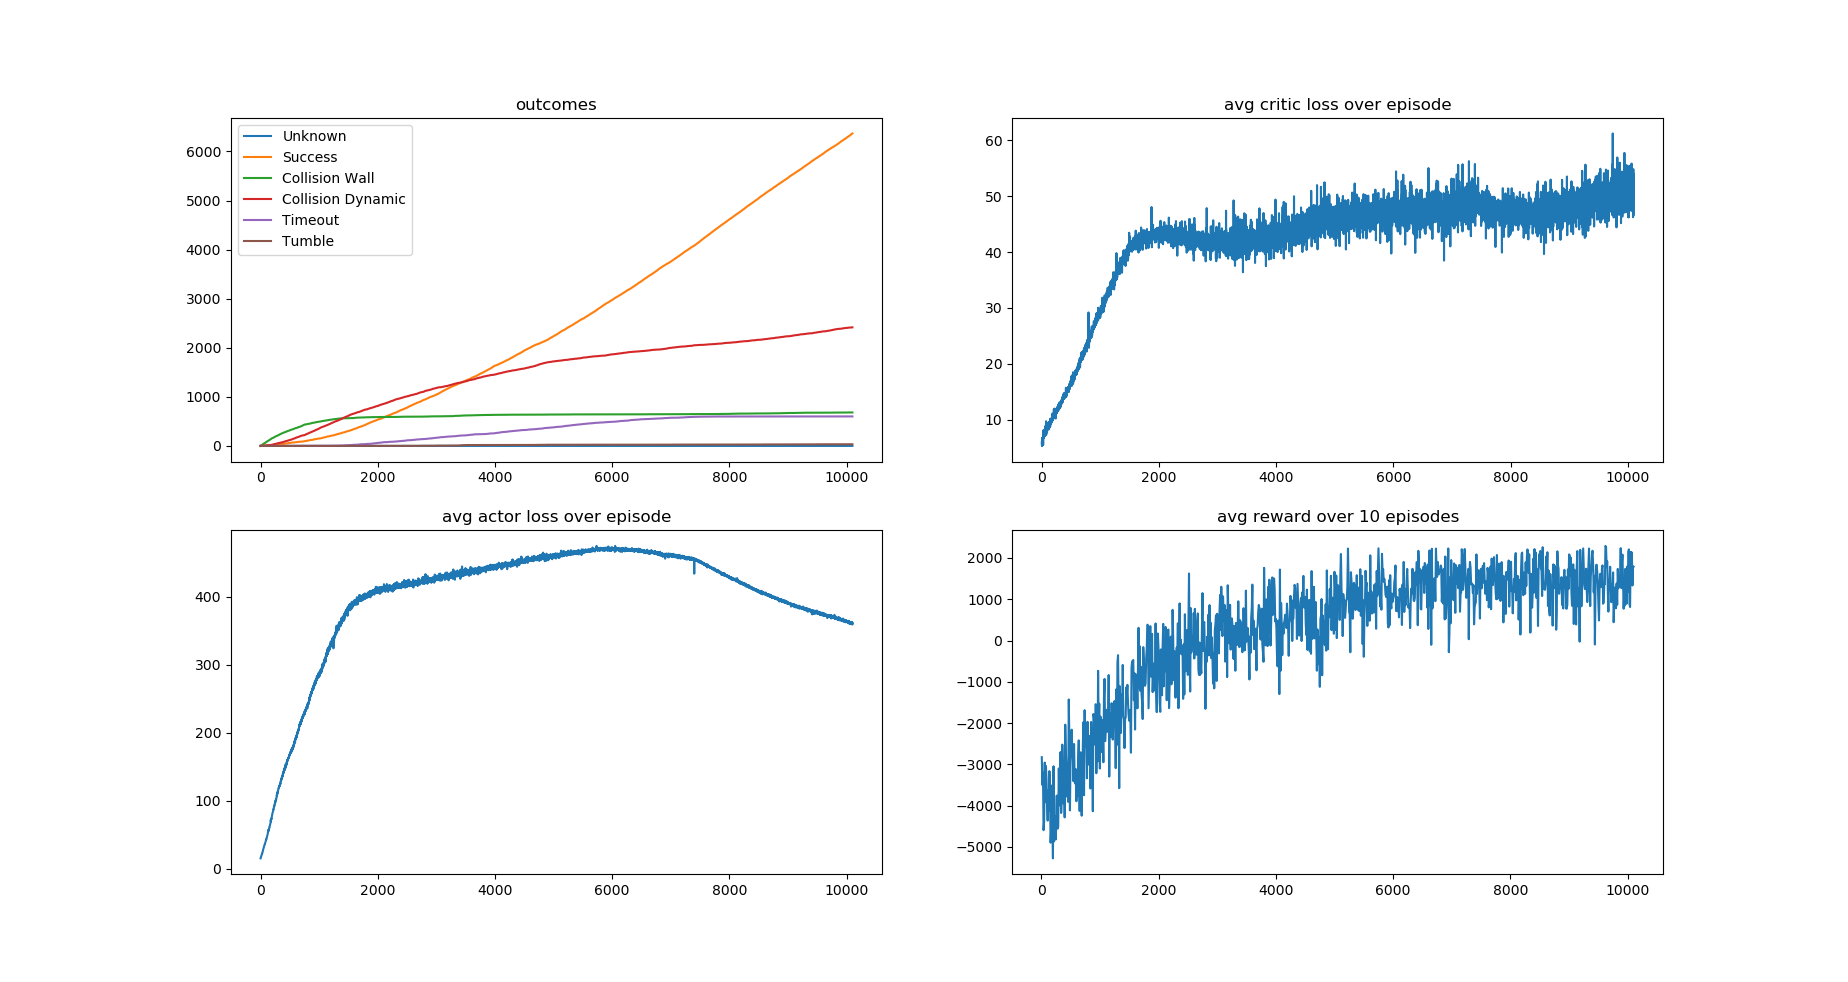 outcomes
Unknown
Success
Collision Wall
Collision Dynamic
Timeout
Tumble
6000
5000
4000
3000
2000
1000
0
0 2000 4000 6000 8000 10000
avg critic loss over episode
60
50
40
30
20
10
0 2000 4000 6000 8000 10000
avg actor loss over episode
400
300
200
100
0
0 2000 4000 6000 8000 10000
avg reward over 10 episodes
2000
1000
0
−1000
−2000
−3000
−4000
−5000
0 2000 4000 6000 8000 10000